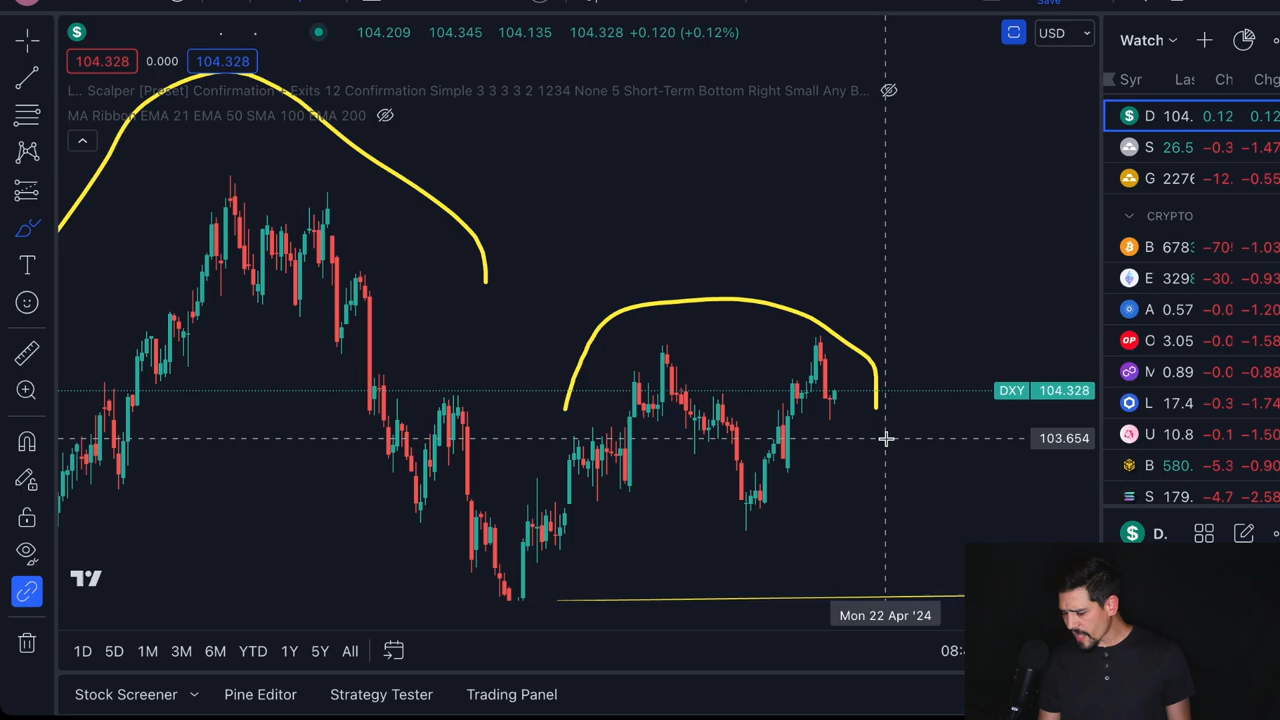 Save
104.209 104.345 104.135 104.328 +0.120 (+0.12%)
USD
104.328 0.000 104.328
L.. Scalper [Preset] Confirmation + Exits 12 Confirmation Simple 3 3 3 3 2 1234 None 5 Short-Term Bottom Right Small Any B...
MA Ribbon EMA 21 EMA 50 SMA 100 EMA 200
DXY 104.328
103.654
Mon 22 Apr '24
1D 5D 1M 3M 6M YTD 1Y 5Y All
08:4
Stock Screener Pine Editor Strategy Tester Trading Panel
Watch
Syr Las Ch Chg
D 104. 0.12 0.12
S 26.5 −0.3 −1.47
G 2276 −12. −0.55
CRYPTO
B 6783 −70! −1.03
E 3298 −30. −0.93
A 0.57 −0.0 −1.20
OP O 3.05 −0.0 −1.58
M 0.89 −0.0 −0.88
L 17.4 −0.3 −1.74
U 10.8 −0.1 −1.50
B 580. −5.3 −0.90
S 179. −4.7 −2.58
D.